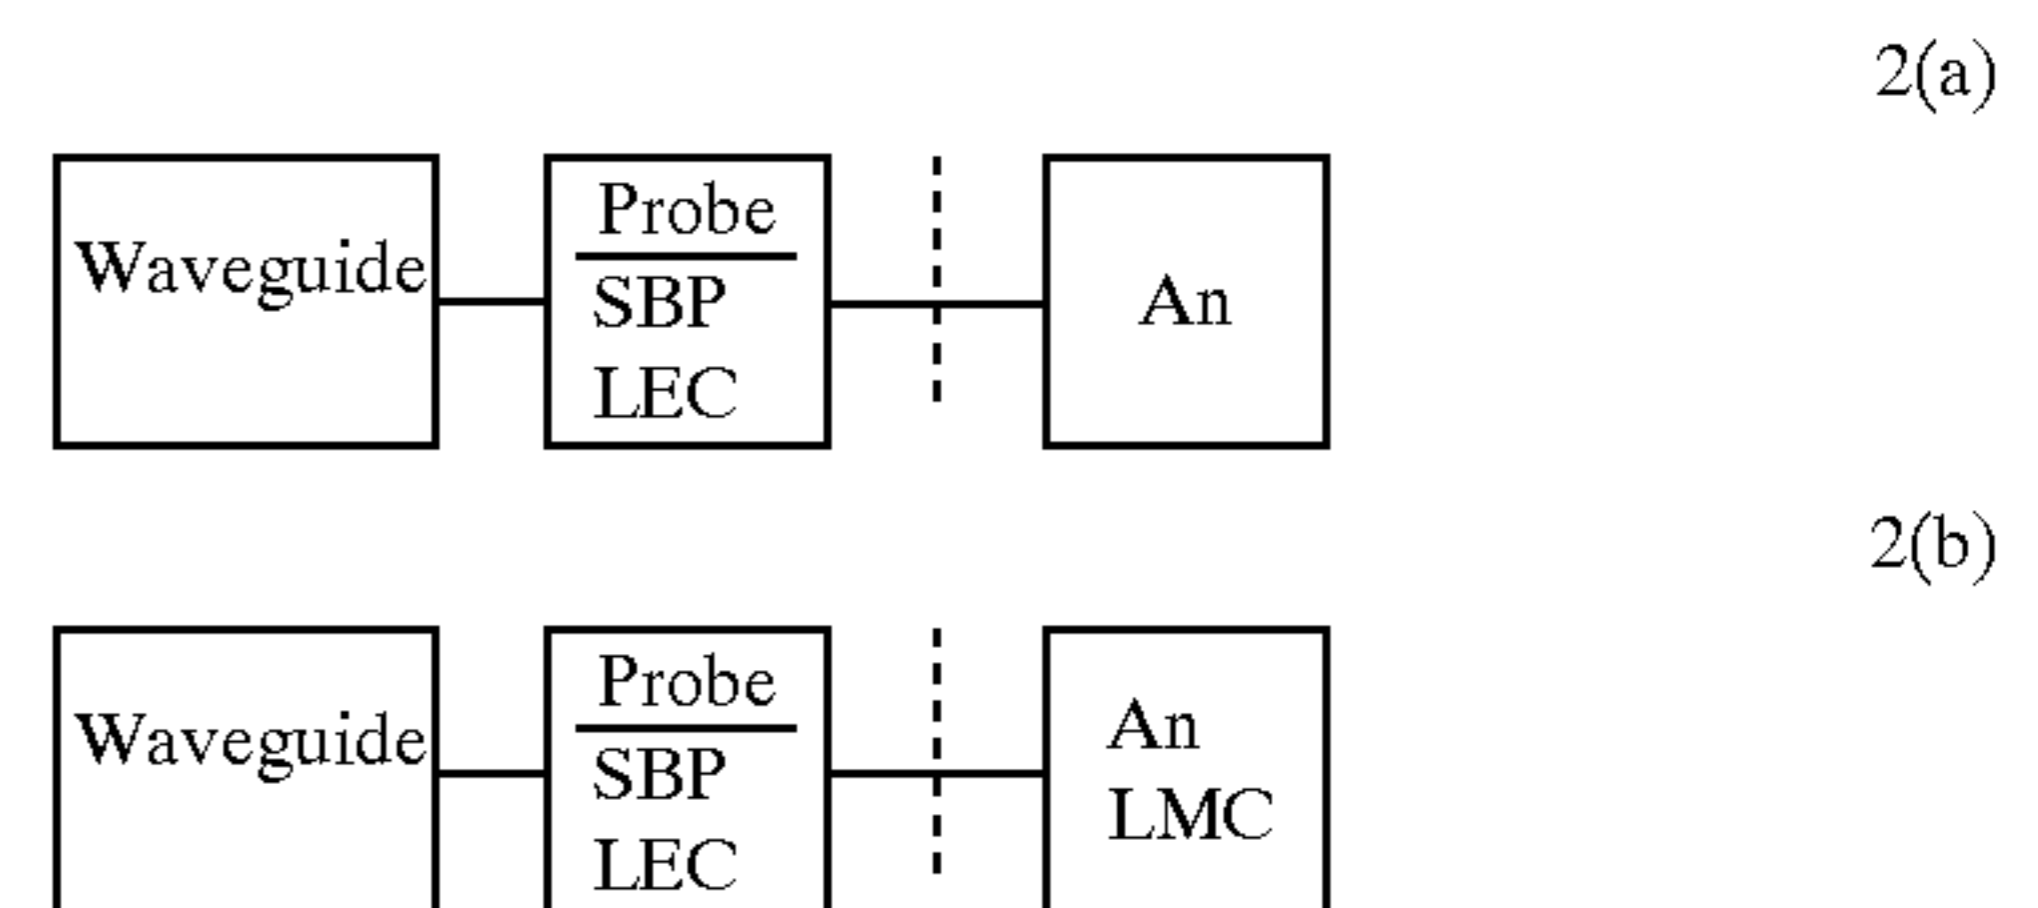 2(a)
Waveguide
Probe
SBP
LEC
An
2(b)
Waveguide
Probe
SBP
LEC
An
LMC